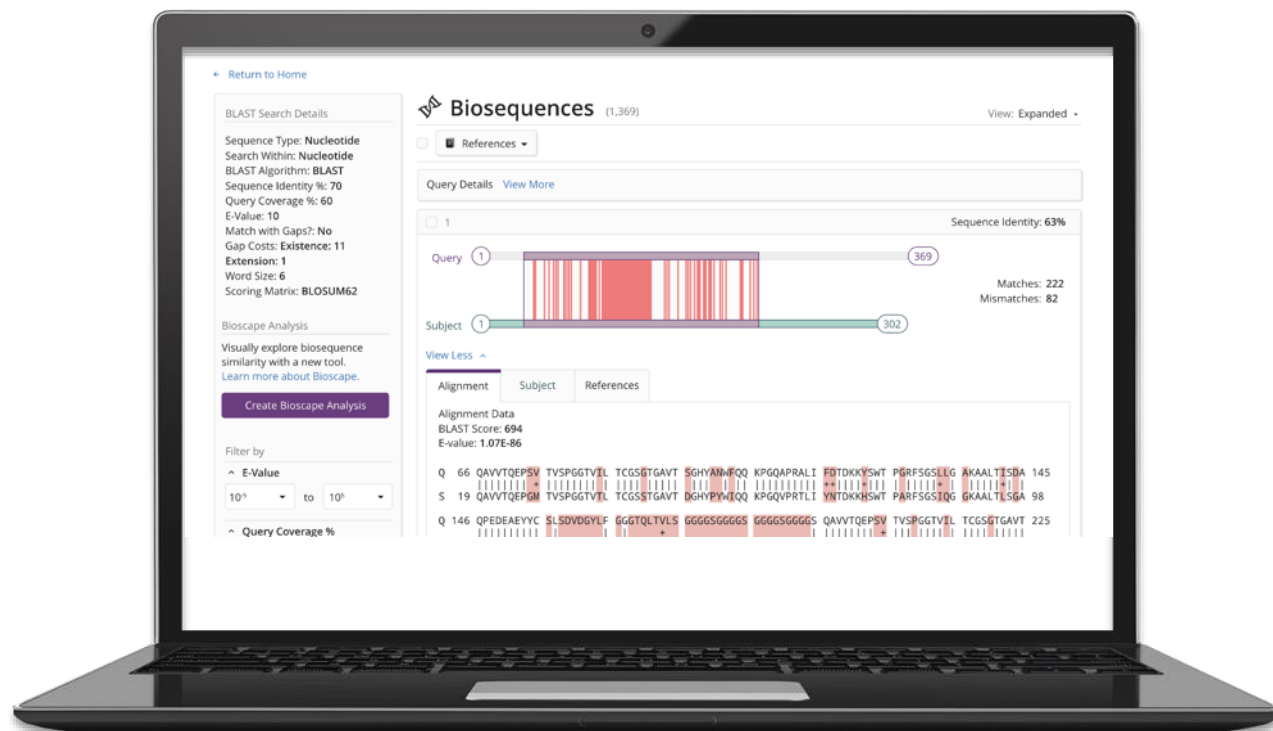 ← Return to Home
BLAST Search Details
Sequence Type: Nucleotide
Search Within: Nucleotide
BLAST Algorithm: BLAST
Sequence Identity %: 70
Query Coverage %: 60
E-Value: 10
Match with Gaps?: No
Gap Costs: Existence: 11
Extension: 1
Word Size: 6
Scoring Matrix: BLOSUM62
Bioscape Analysis
Visually explore biosequence
similarity with a new tool.
Learn more about Bioscape.
Create Bioscape Analysis
Filter by
E-Value
10⁻⁵ to 10⁵
Query Coverage %
Biosequences (1,369)
View: Expanded
References
Query Details View More
1 Sequence Identity: 63%
Query 1 369
Matches: 222
Mismatches: 82
Subject 1 302
View Less
Alignment Subject References
Alignment Data
BLAST Score: 694
E-value: 1.07E-86
Q 66 QAVVTQEPSV TVSPGGTVIL TCGSGTGAVT SGHYANWFQQ KPGQAPRALI FDTDKKYSWT PGRFSGSLLG AKAALTISDA 145
S 19 QAVVTQEPGM TVSPGGTVTL TCGSSTGAVT DGHYPYWIQQ KPGQVPRTLI YNTDKKHSWT PARFSGSIQG GKAALTLSGA 98
Q 146 QPEDEAEYYC SLSDVDGYLF GGGTQLTVLS GGGGSGGGGS GGGGSGGGGS QAVVTQEPSV TVSPGGTVIL TCGSGTGAVT 225